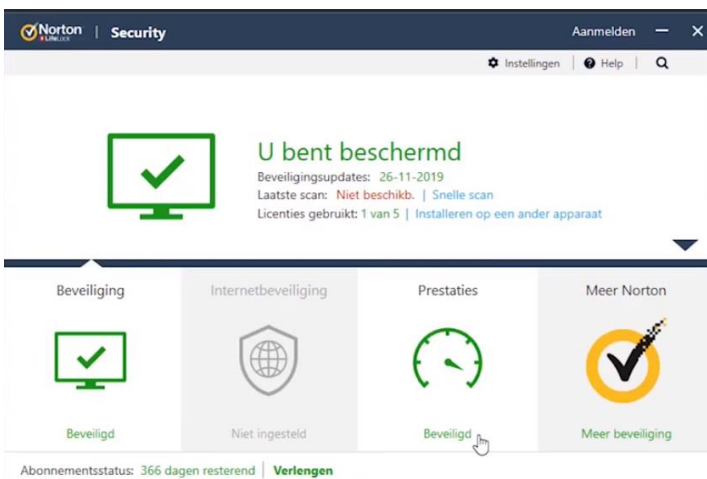 Norton | Security Aanmelden
LifeLock
Instellingen | Help |
U bent beschermd
Beveiligingsupdates: 26-11-2019
Laatste scan: Niet beschikb. | Snelle scan
Licenties gebruikt: 1 van 5 | Installeren op een ander apparaat
Beveiliging Internetbeveiliging Prestaties Meer Norton
Beveiligd Niet ingesteld Beveiligd Meer beveiliging
Abonnementsstatus: 366 dagen resterend | Verlengen